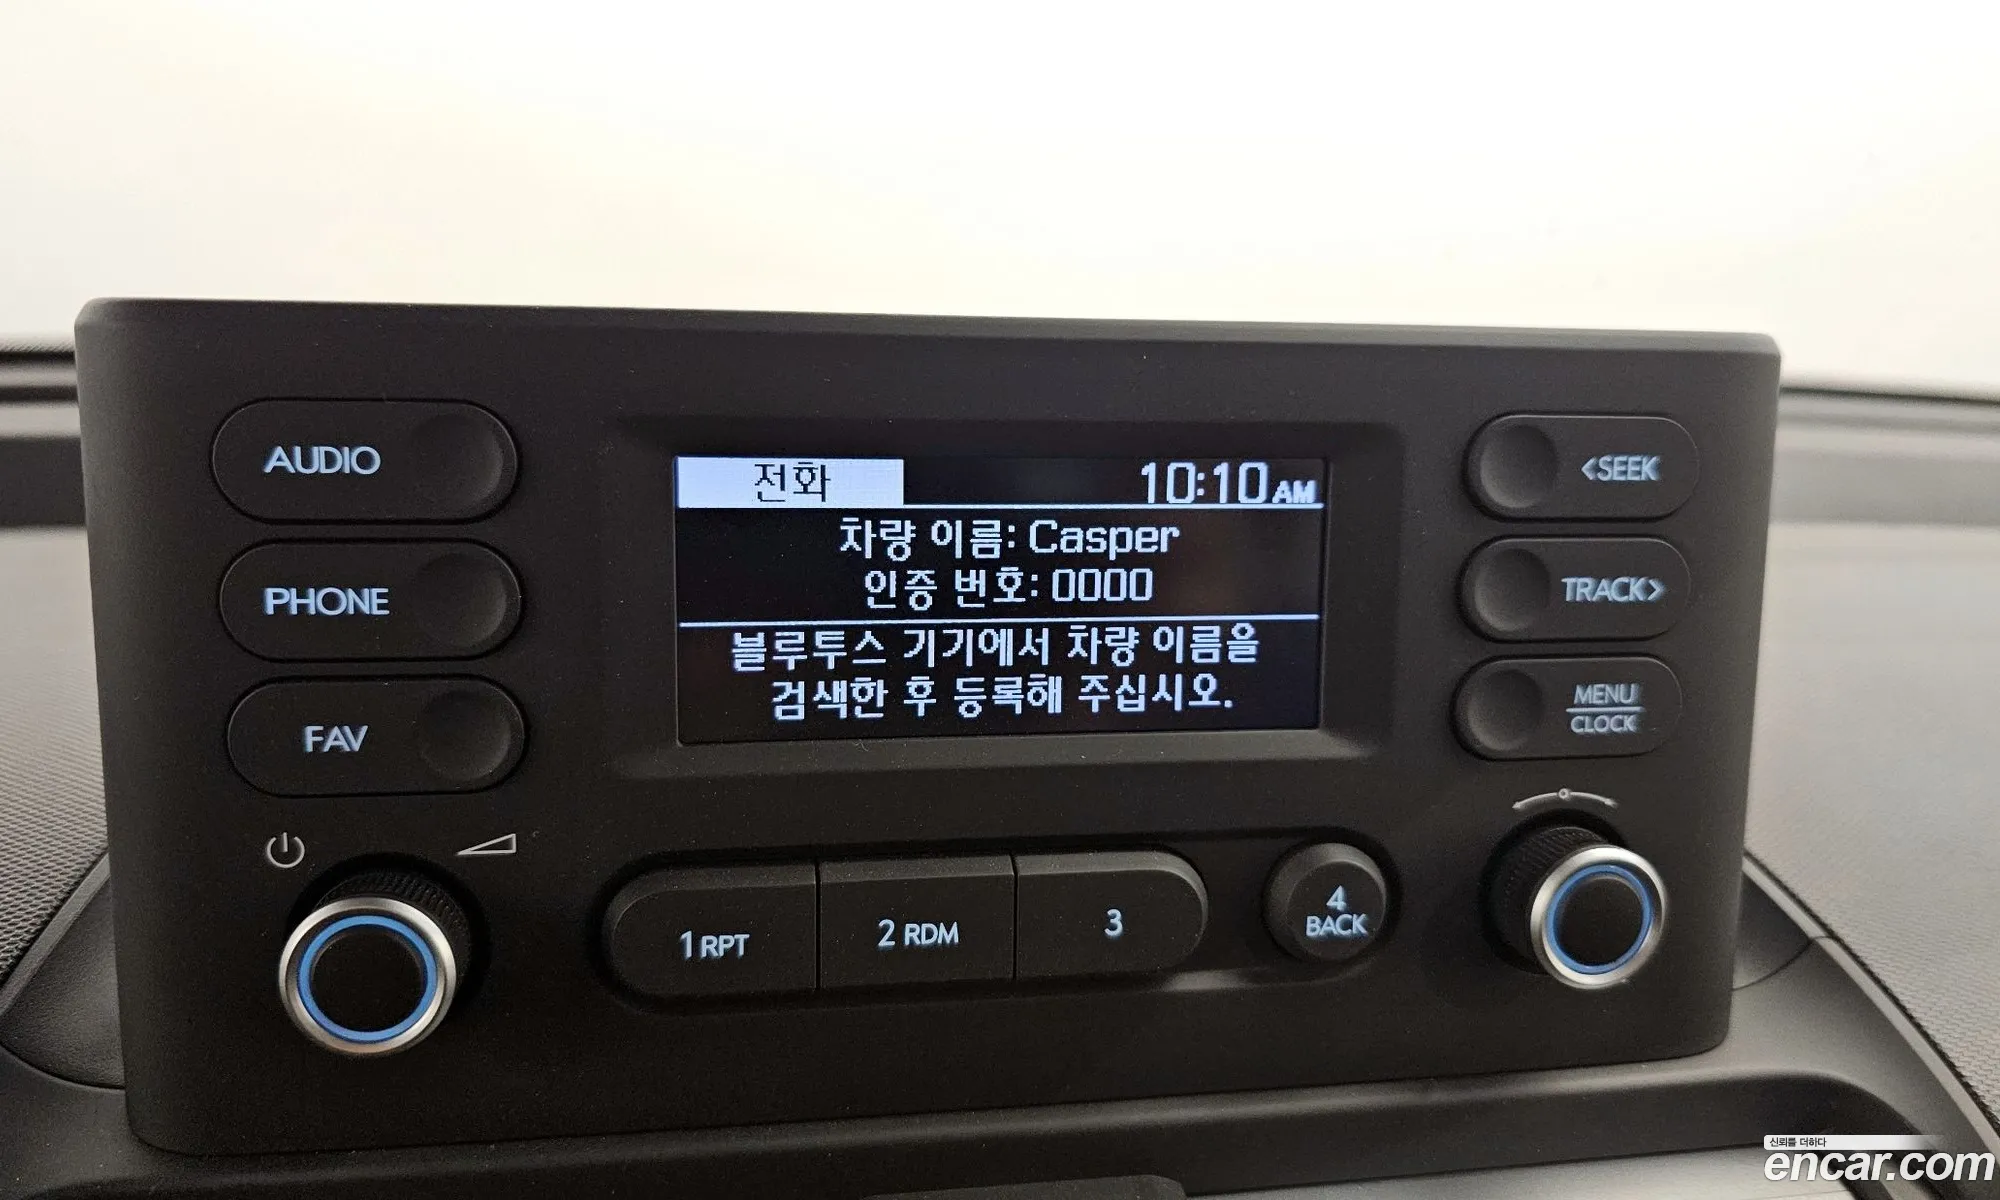 AUDIO
PHONE
FAV
전화
10:10 AM
차량 이름: Casper
인증 번호: 0000
블루투스 기기에서 차량 이름을
검색한 후 등록해 주십시오.
<SEEK
TRACK>
MENU
CLOCK
1 RPT
2 RDM
3
4
BACK
신뢰를 더하다
encar.com